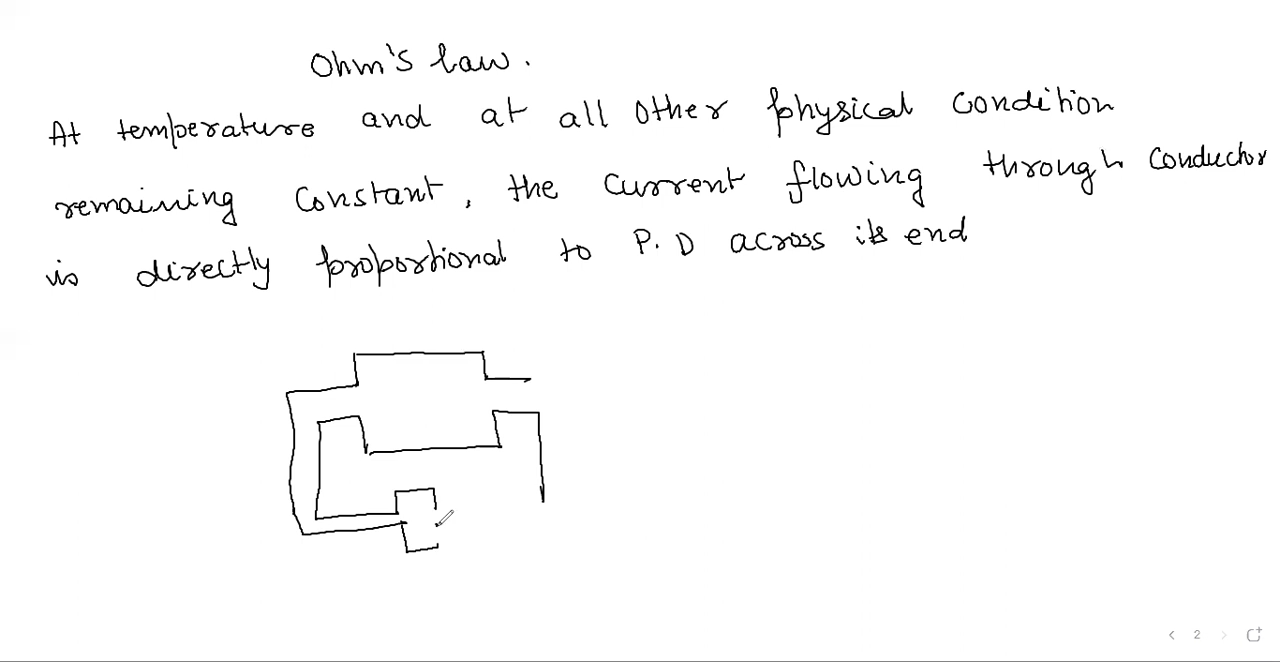 Ohm's law.
At temperature and at all other physical condition
remaining constant, the current flowing through conductor
is directly proportional to P.D across its end
2